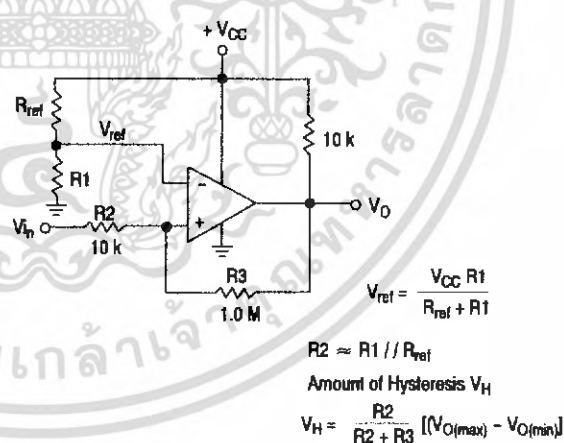 + VCC
Rref
Vref
10 k
R1
Vin
R2
10 k
−
+
VO
R3
1.0 M
Vref = VCC R1 / Rref + R1
R2 ≈ R1 // Rref
Amount of Hysteresis VH
VH = R2 / R2 + R3 [(VO(max) − VO(min)]